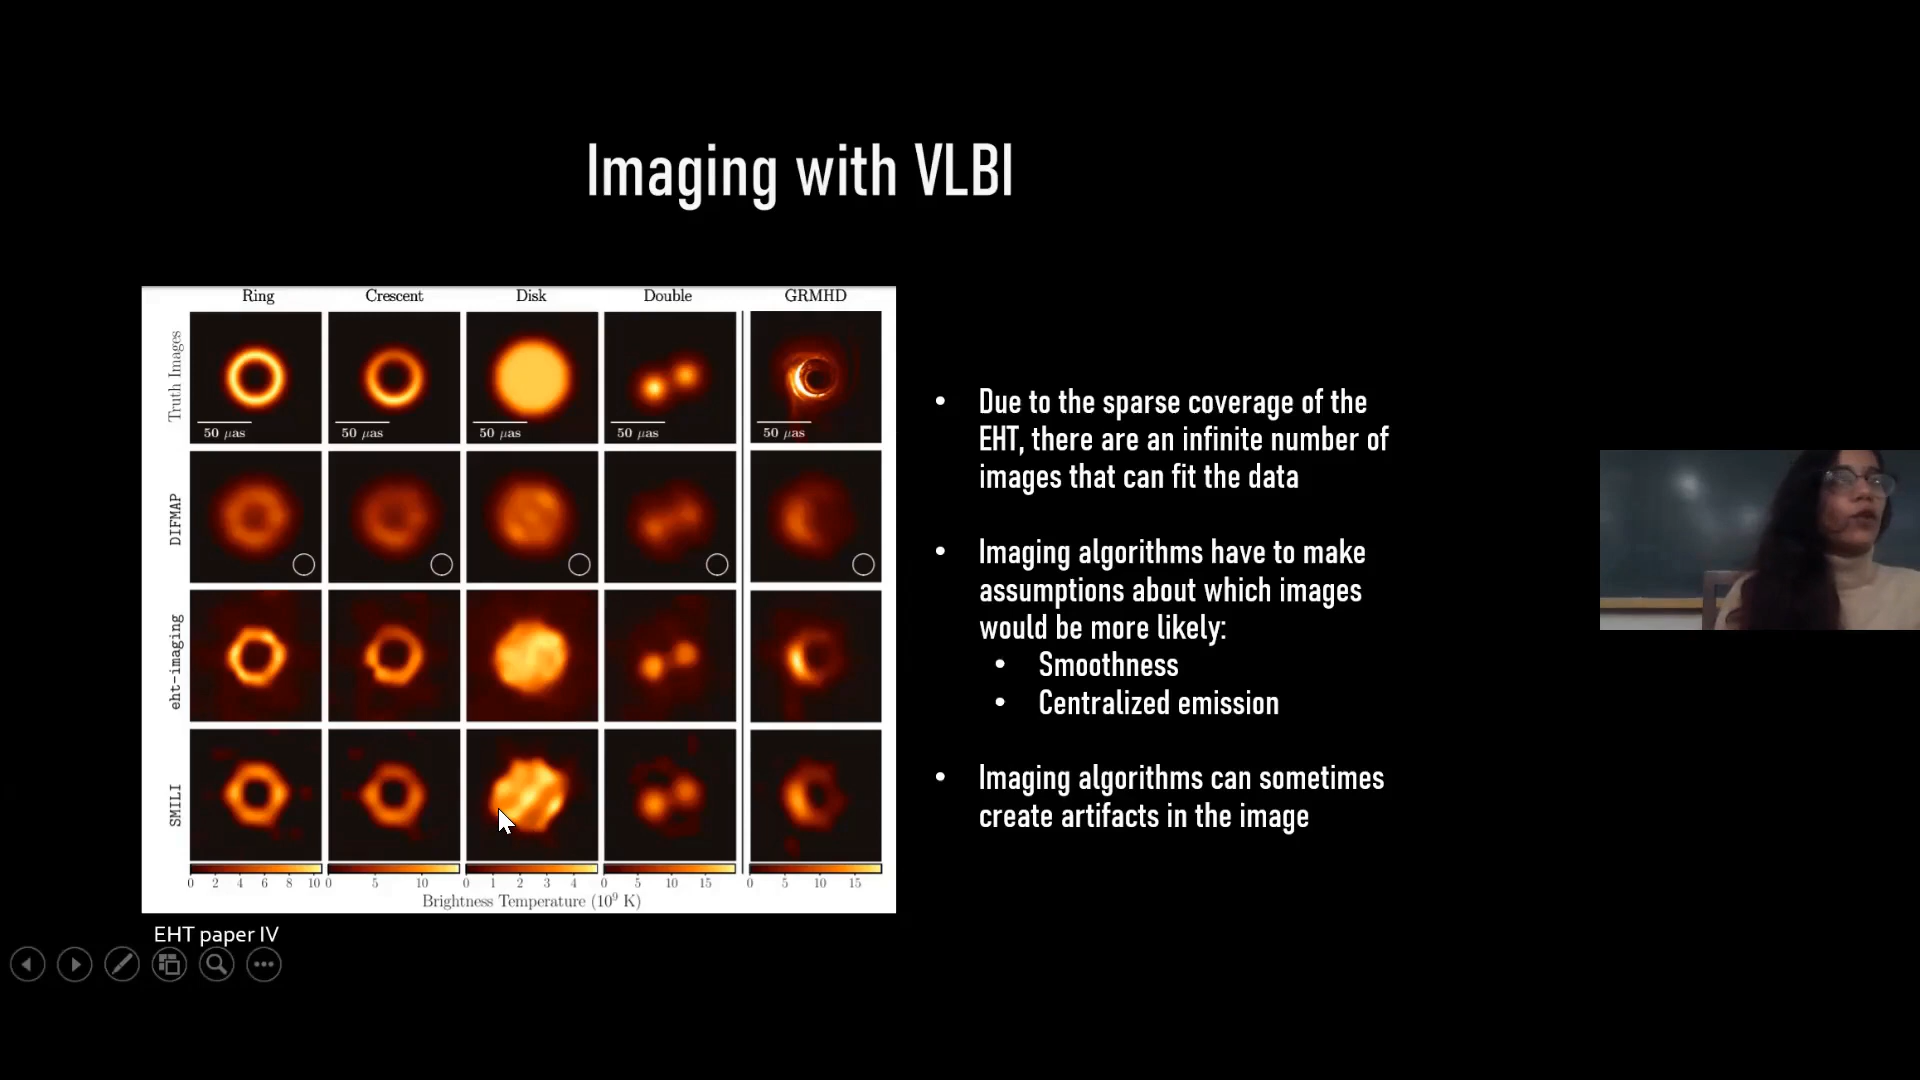 Imaging with VLBI
Ring Crescent Disk Double GRMHD
Truth Images
50 μas 50 μas 50 μas 50 μas 50 μas
DIFMAP
eht-imaging
SMILI
0 2 4 6 8 10 0 5 10 0 1 2 3 4 0 5 10 15 0 5 10 15
Brightness Temperature (10⁹ K)
EHT paper IV
• Due to the sparse coverage of the
EHT, there are an infinite number of
images that can fit the data
• Imaging algorithms have to make
assumptions about which images
would be more likely:
• Smoothness
• Centralized emission
• Imaging algorithms can sometimes
create artifacts in the image